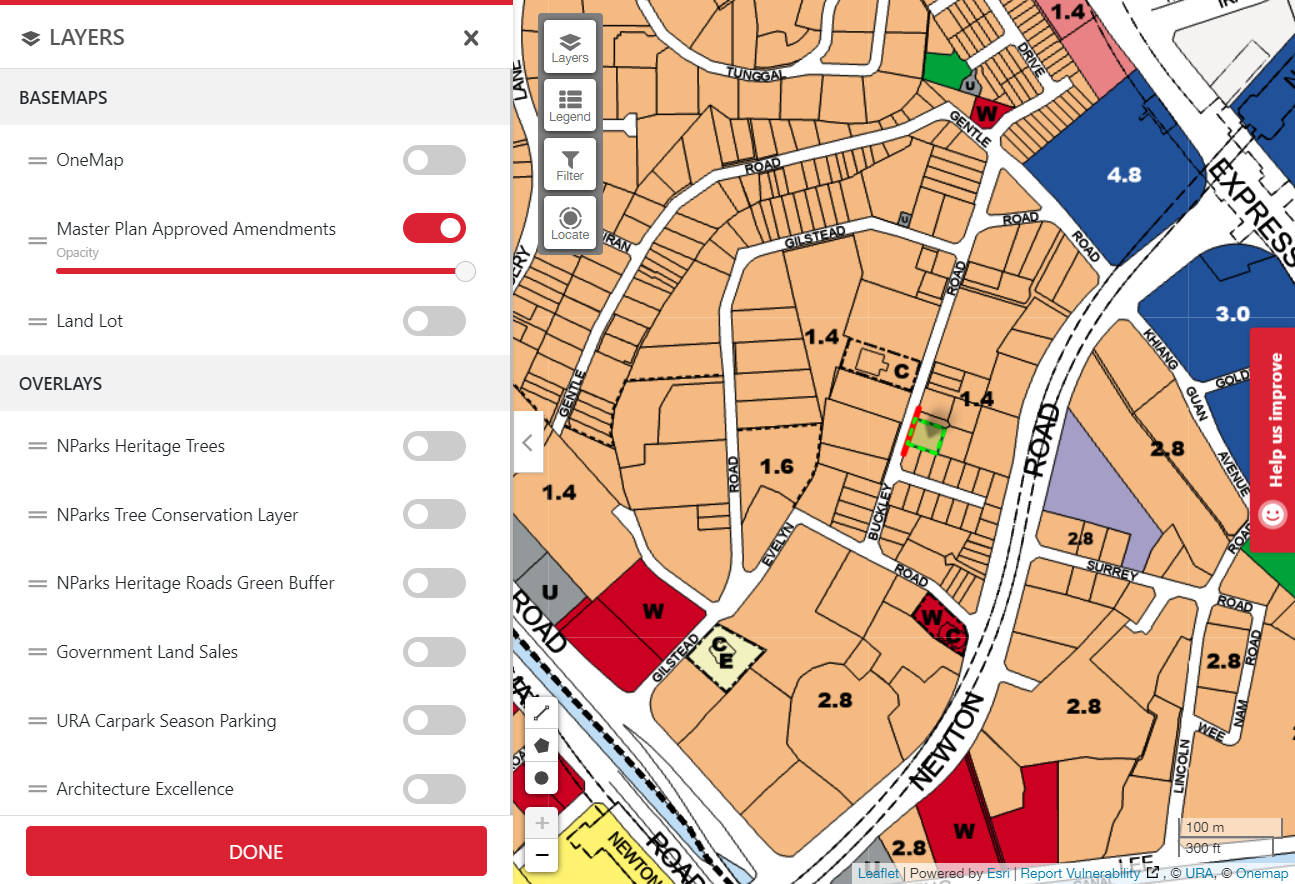 LAYERS
BASEMAPS
OneMap
Master Plan Approved Amendments
Opacity
Land Lot
OVERLAYS
NParks Heritage Trees
NParks Tree Conservation Layer
NParks Heritage Roads Green Buffer
Government Land Sales
URA Carpark Season Parking
Architecture Excellence
DONE
Layers
Legend
Filter
Locate
1.4
TUNGGAL
DRIVE
LANE
U
W
GENTLE
ROAD
4.8
EXPRESS
U
ROAD
ROAD
GILSTEAD
ROAD
3.0
1.4
KHIANG
GUAN
AVENUE
GOLD
C
GENTLE
1.4
ROAD
2.8
1.6
ROAD
1.4
BUCKLEY
EVELYN
ROAD
2.8
SURREY
ROAD
ROAD
U
W
ROAD
W
C
GILSTEAD
C
E
2.8
2.8
2.8
ROAD
NAM
WEE
LINCOLN
NEWTON
W
2.8
NEWTON
ROAD
U
LEE
Help us improve
100 m
300 ft
Leaflet | Powered by Esri | Report Vulnerability , © URA, © Onemap